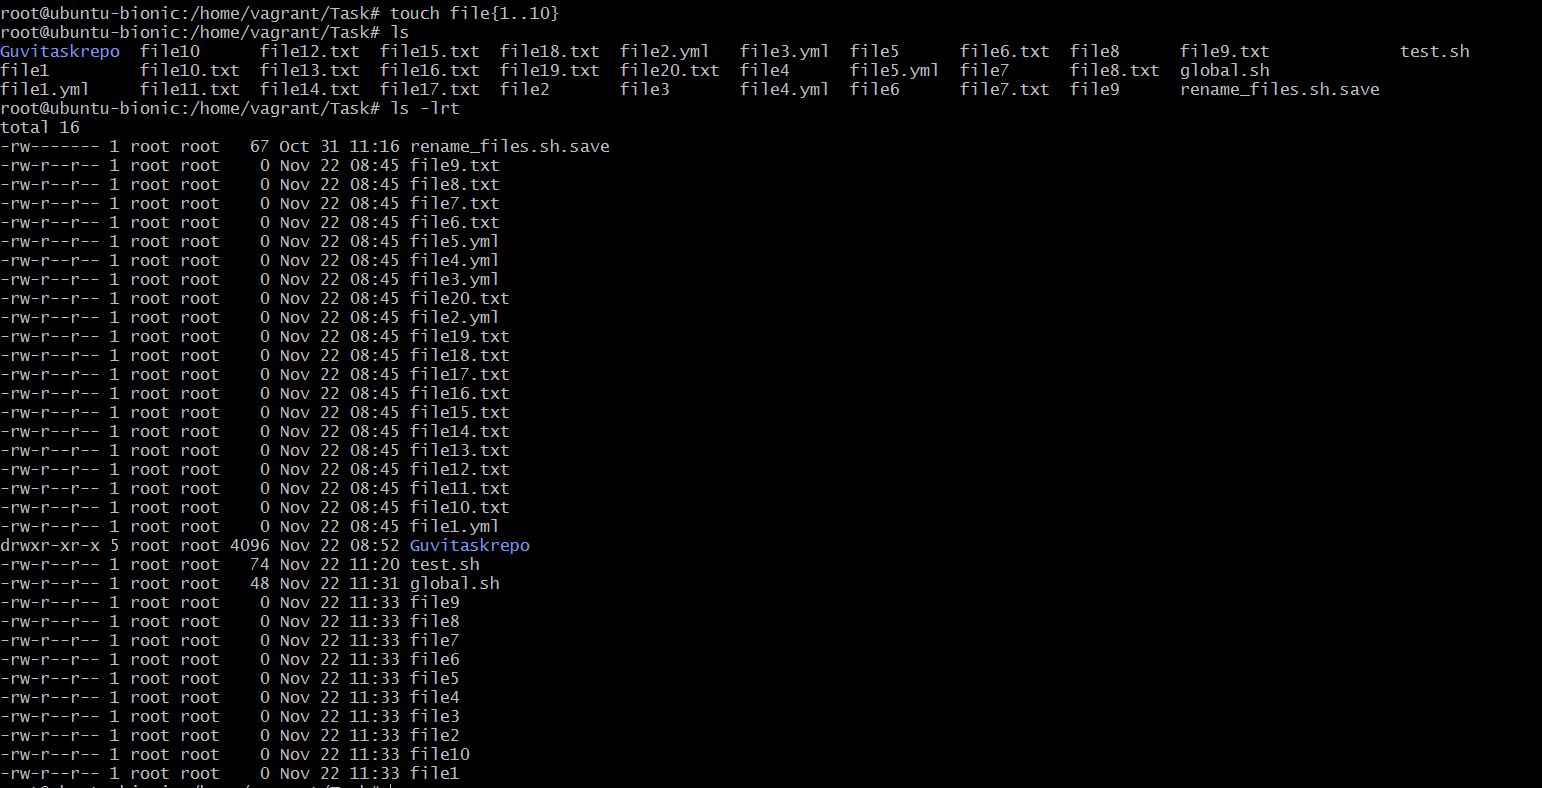 root@ubuntu-bionic:/home/vagrant/Task# touch file{1..10}
root@ubuntu-bionic:/home/vagrant/Task# ls
Guvitaskrepo  file10      file12.txt  file15.txt  file18.txt  file2.yml   file3.yml  file5      file6.txt  file8      file9.txt             test.sh
file1         file10.txt  file13.txt  file16.txt  file19.txt  file20.txt  file4      file5.yml  file7      file8.txt  global.sh
file1.yml     file11.txt  file14.txt  file17.txt  file2       file3       file4.yml  file6      file7.txt  file9      rename_files.sh.save
root@ubuntu-bionic:/home/vagrant/Task# ls -lrt
total 16
-rw------- 1 root root   67 Oct 31 11:16 rename_files.sh.save
-rw-r--r-- 1 root root    0 Nov 22 08:45 file9.txt
-rw-r--r-- 1 root root    0 Nov 22 08:45 file8.txt
-rw-r--r-- 1 root root    0 Nov 22 08:45 file7.txt
-rw-r--r-- 1 root root    0 Nov 22 08:45 file6.txt
-rw-r--r-- 1 root root    0 Nov 22 08:45 file5.yml
-rw-r--r-- 1 root root    0 Nov 22 08:45 file4.yml
-rw-r--r-- 1 root root    0 Nov 22 08:45 file3.yml
-rw-r--r-- 1 root root    0 Nov 22 08:45 file20.txt
-rw-r--r-- 1 root root    0 Nov 22 08:45 file2.yml
-rw-r--r-- 1 root root    0 Nov 22 08:45 file19.txt
-rw-r--r-- 1 root root    0 Nov 22 08:45 file18.txt
-rw-r--r-- 1 root root    0 Nov 22 08:45 file17.txt
-rw-r--r-- 1 root root    0 Nov 22 08:45 file16.txt
-rw-r--r-- 1 root root    0 Nov 22 08:45 file15.txt
-rw-r--r-- 1 root root    0 Nov 22 08:45 file14.txt
-rw-r--r-- 1 root root    0 Nov 22 08:45 file13.txt
-rw-r--r-- 1 root root    0 Nov 22 08:45 file12.txt
-rw-r--r-- 1 root root    0 Nov 22 08:45 file11.txt
-rw-r--r-- 1 root root    0 Nov 22 08:45 file10.txt
-rw-r--r-- 1 root root    0 Nov 22 08:45 file1.yml
drwxr-xr-x 5 root root 4096 Nov 22 08:52 Guvitaskrepo
-rw-r--r-- 1 root root   74 Nov 22 11:20 test.sh
-rw-r--r-- 1 root root   48 Nov 22 11:31 global.sh
-rw-r--r-- 1 root root    0 Nov 22 11:33 file9
-rw-r--r-- 1 root root    0 Nov 22 11:33 file8
-rw-r--r-- 1 root root    0 Nov 22 11:33 file7
-rw-r--r-- 1 root root    0 Nov 22 11:33 file6
-rw-r--r-- 1 root root    0 Nov 22 11:33 file5
-rw-r--r-- 1 root root    0 Nov 22 11:33 file4
-rw-r--r-- 1 root root    0 Nov 22 11:33 file3
-rw-r--r-- 1 root root    0 Nov 22 11:33 file2
-rw-r--r-- 1 root root    0 Nov 22 11:33 file10
-rw-r--r-- 1 root root    0 Nov 22 11:33 file1